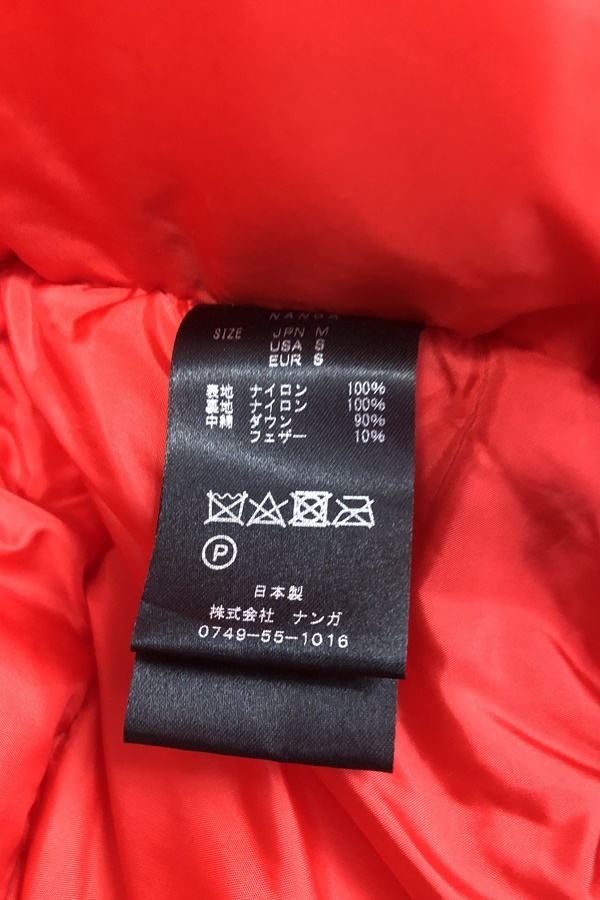 NANGA
SIZE JPN M
USA S
EUR S
表地 ナイロン 100%
裏地 ナイロン 100%
中綿 ダウン 90%
フェザー 10%
P
日本製
株式会社 ナンガ
0749-55-1016